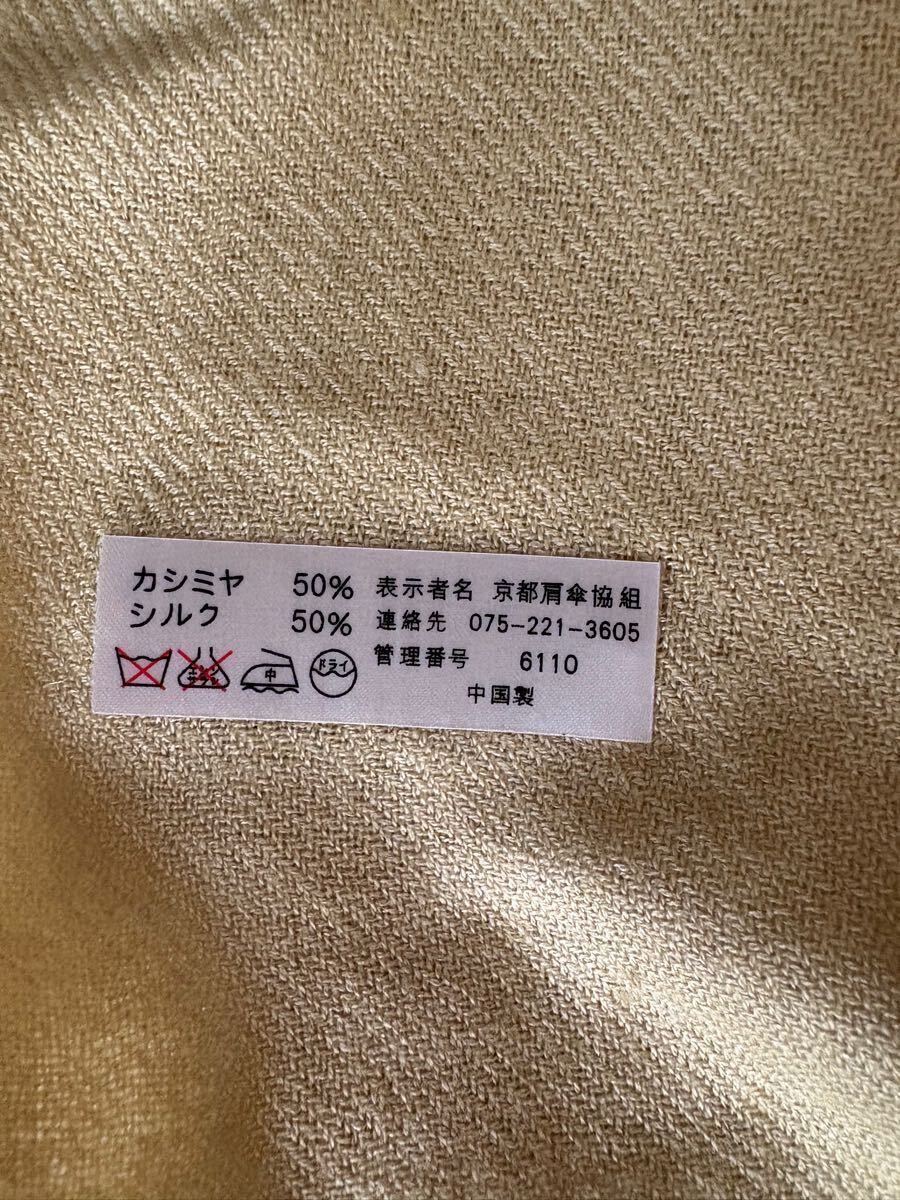 カシミヤ 50%
シルク 50%
中 ドライ
表示者名 京都肩傘協組
連絡先 075-221-3605
管理番号 6110
中国製